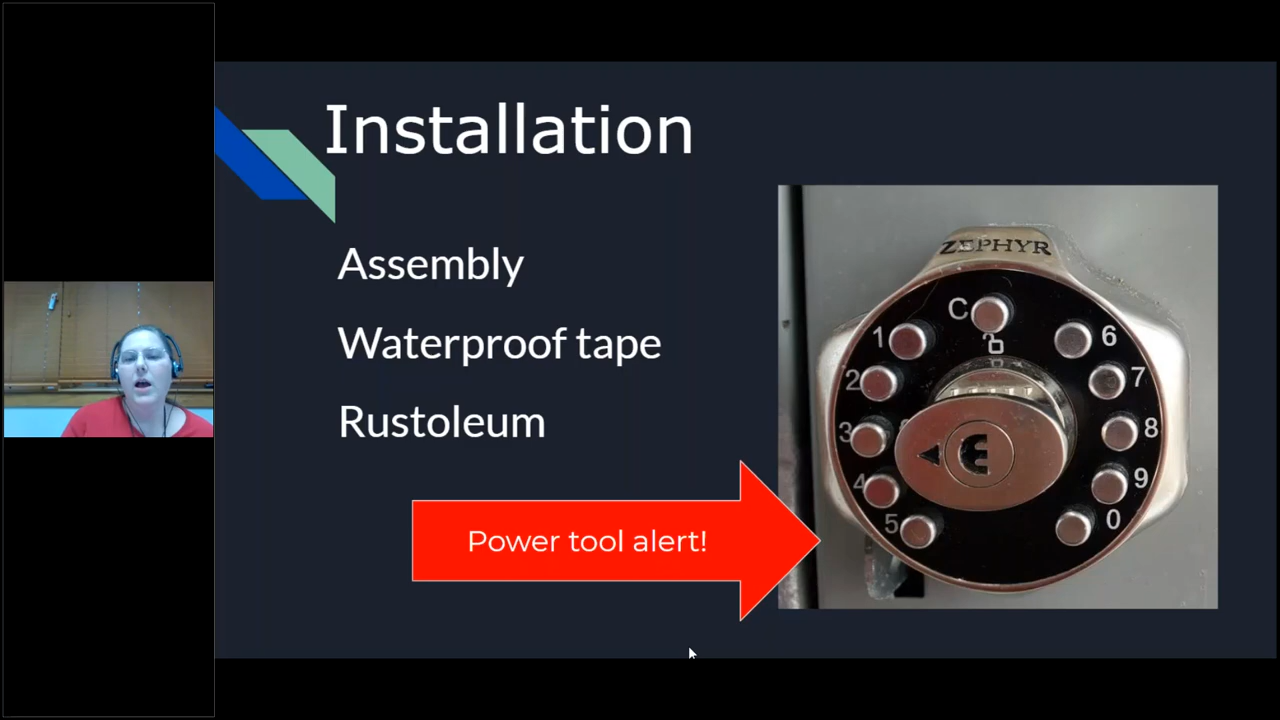 Installation
Assembly
Waterproof tape
Rustoleum
Power tool alert!
ZEPHYR
C
1
6
2
7
3
8
4
9
5
0